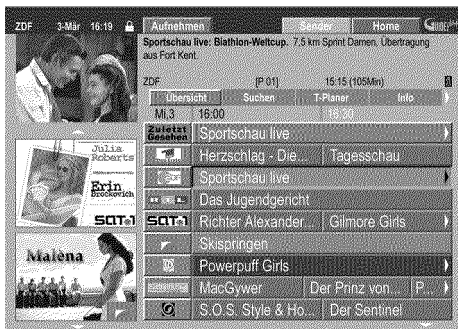 ZDF 3-Mär 16:19 Aufnehmen Sender Home
Sportschau live: Biathlon-Weltcup. 7,5 km Sprint Damen, Übertragung
aus Fort Kent.
ZDF [P 01] 15:15 (105Min)
Übersicht Suchen T-Planer Info
Mi,3 16:00 16:30
Zuletzt Gesehen Sportschau live
Herzschlag - Die... Tagesschau
Sportschau live
Das Jugendgericht
SAT.1 Richter Alexander... Gilmore Girls
Skispringen
Powerpuff Girls
MacGywer Der Prinz von... P...
S.O.S. Style & Ho... Der Sentinel
Julia
Roberts
Erin
Brockovich
SAT.1
Malèna